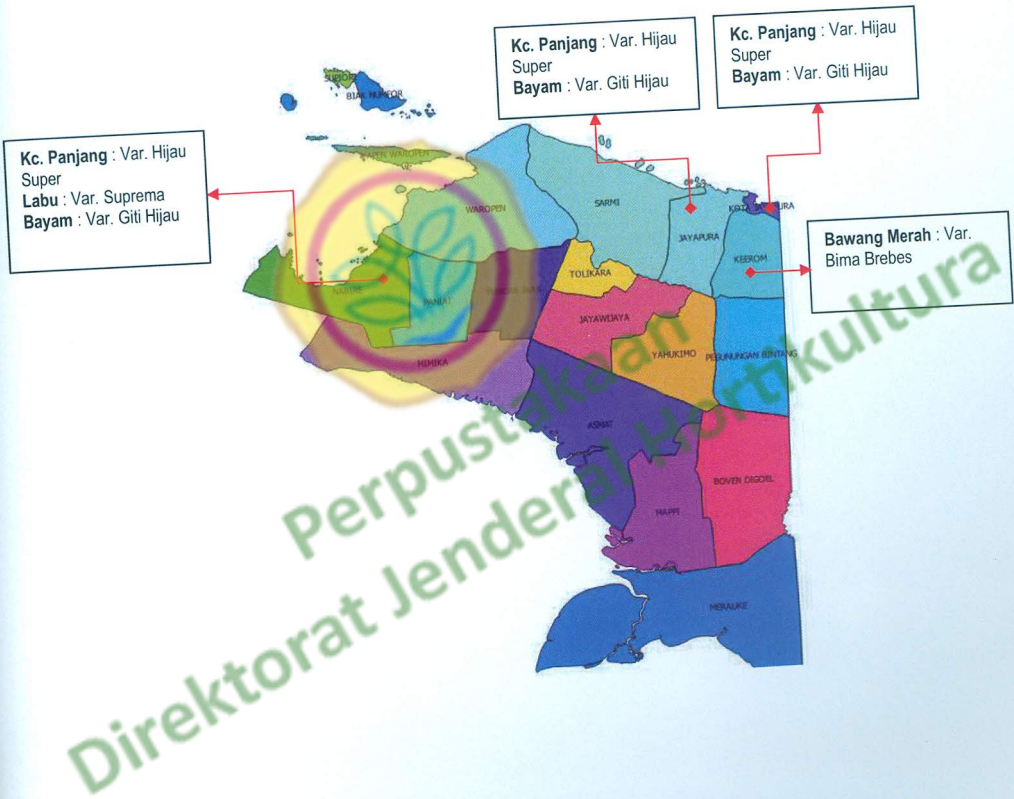 Kc. Panjang : Var. Hijau
Super
Bayam : Var. Giti Hijau
Kc. Panjang : Var. Hijau
Super
Bayam : Var. Giti Hijau
Kc. Panjang : Var. Hijau
Super
Labu : Var. Suprema
Bayam : Var. Giti Hijau
Bawang Merah : Var.
Bima Brebes
SUPIORI
BIAK NUMFOR
YAPEN WAROPEN
WAROPEN
SARMI
JAYAPURA
KEEROM
NABIRE
PANIAI
TOLIKARA
JAYAWIJAYA
YAHUKIMO
PEGUNUNGAN BINTANG
MIMIKA
ASMAT
BOVEN DIGOEL
MAPPI
MERAUKE
Perpustakaan
Direktorat Jenderal Hortikultura